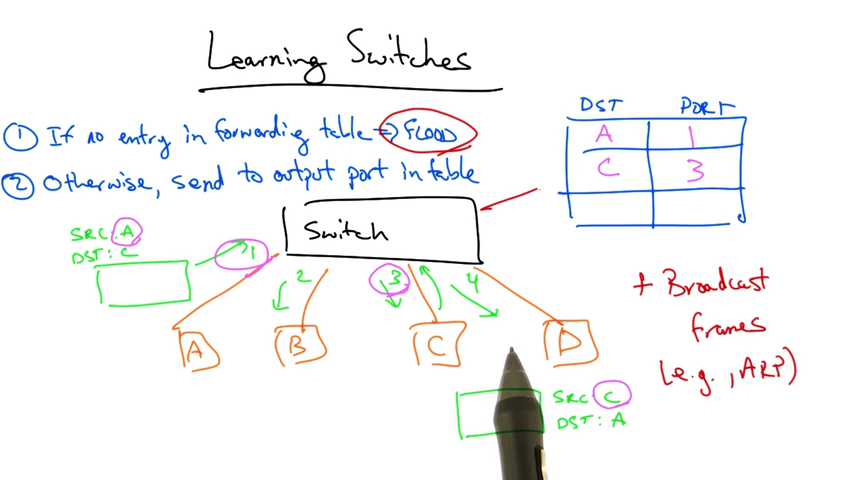 Learning Switches
① If no entry in forwarding table ⇒ FLOOD
② Otherwise, send to output port in table
DST PORT
A 1
C 3
SRC: A
DST: C
Switch
1 2 3 4
A B C D
+ Broadcast
frames
(e.g., ARP)
SRC: C
DST: A